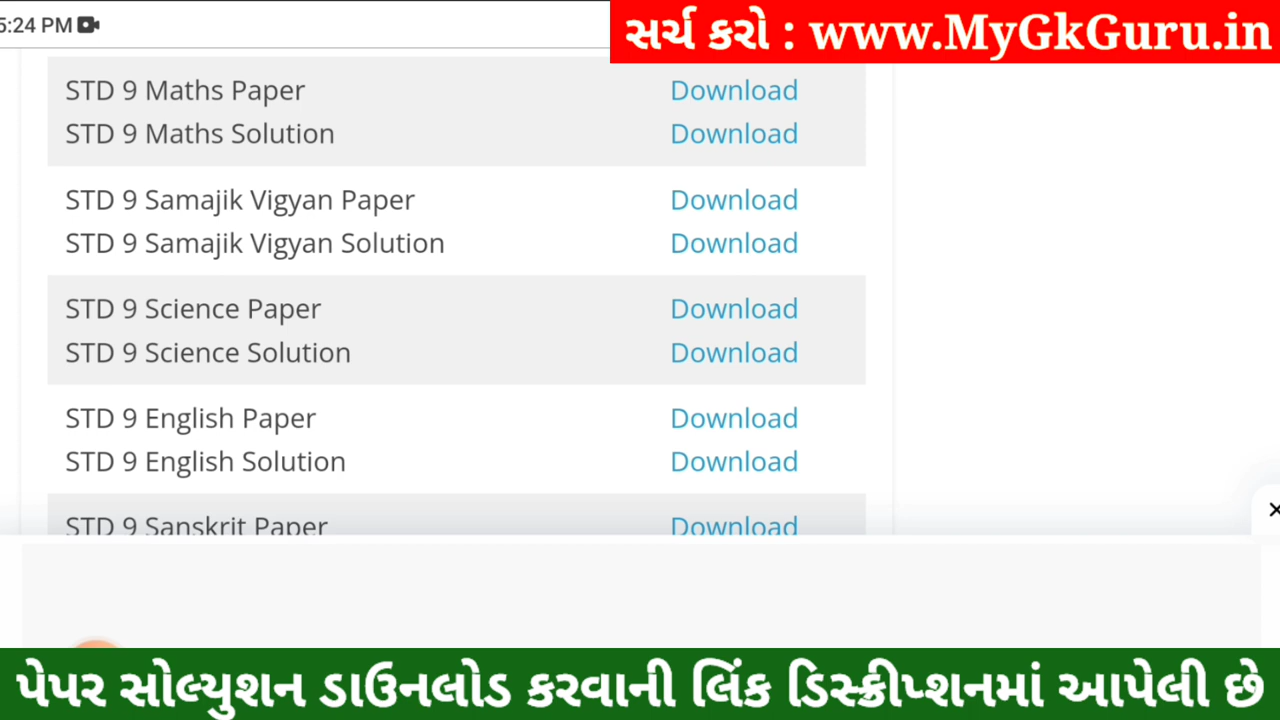 5:24 PM
સર્ચ કરો : www.MyGkGuru.in
STD 9 Maths Paper Download
STD 9 Maths Solution Download
STD 9 Samajik Vigyan Paper Download
STD 9 Samajik Vigyan Solution Download
STD 9 Science Paper Download
STD 9 Science Solution Download
STD 9 English Paper Download
STD 9 English Solution Download
STD 9 Sanskrit Paper Download
પેપર સોલ્યુશન ડાઉનલોડ કરવાની લિંક ડિસ્ક્રીપ્શનમાં આપેલી છે